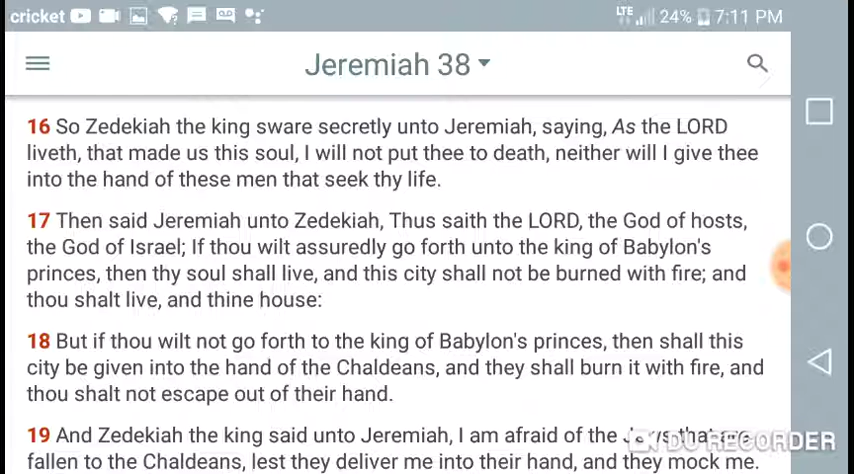 cricket LTE 24% 7:11 PM
Jeremiah 38
16 So Zedekiah the king sware secretly unto Jeremiah, saying, As the LORD
liveth, that made us this soul, I will not put thee to death, neither will I give thee
into the hand of these men that seek thy life.
17 Then said Jeremiah unto Zedekiah, Thus saith the LORD, the God of hosts,
the God of Israel; If thou wilt assuredly go forth unto the king of Babylon's
princes, then thy soul shall live, and this city shall not be burned with fire; and
thou shalt live, and thine house:
18 But if thou wilt not go forth to the king of Babylon's princes, then shall this
city be given into the hand of the Chaldeans, and they shall burn it with fire, and
thou shalt not escape out of their hand.
19 And Zedekiah the king said unto Jeremiah, I am afraid of the Jews that are
DU RECORDER
fallen to the Chaldeans, lest they deliver me into their hand, and they mock me.